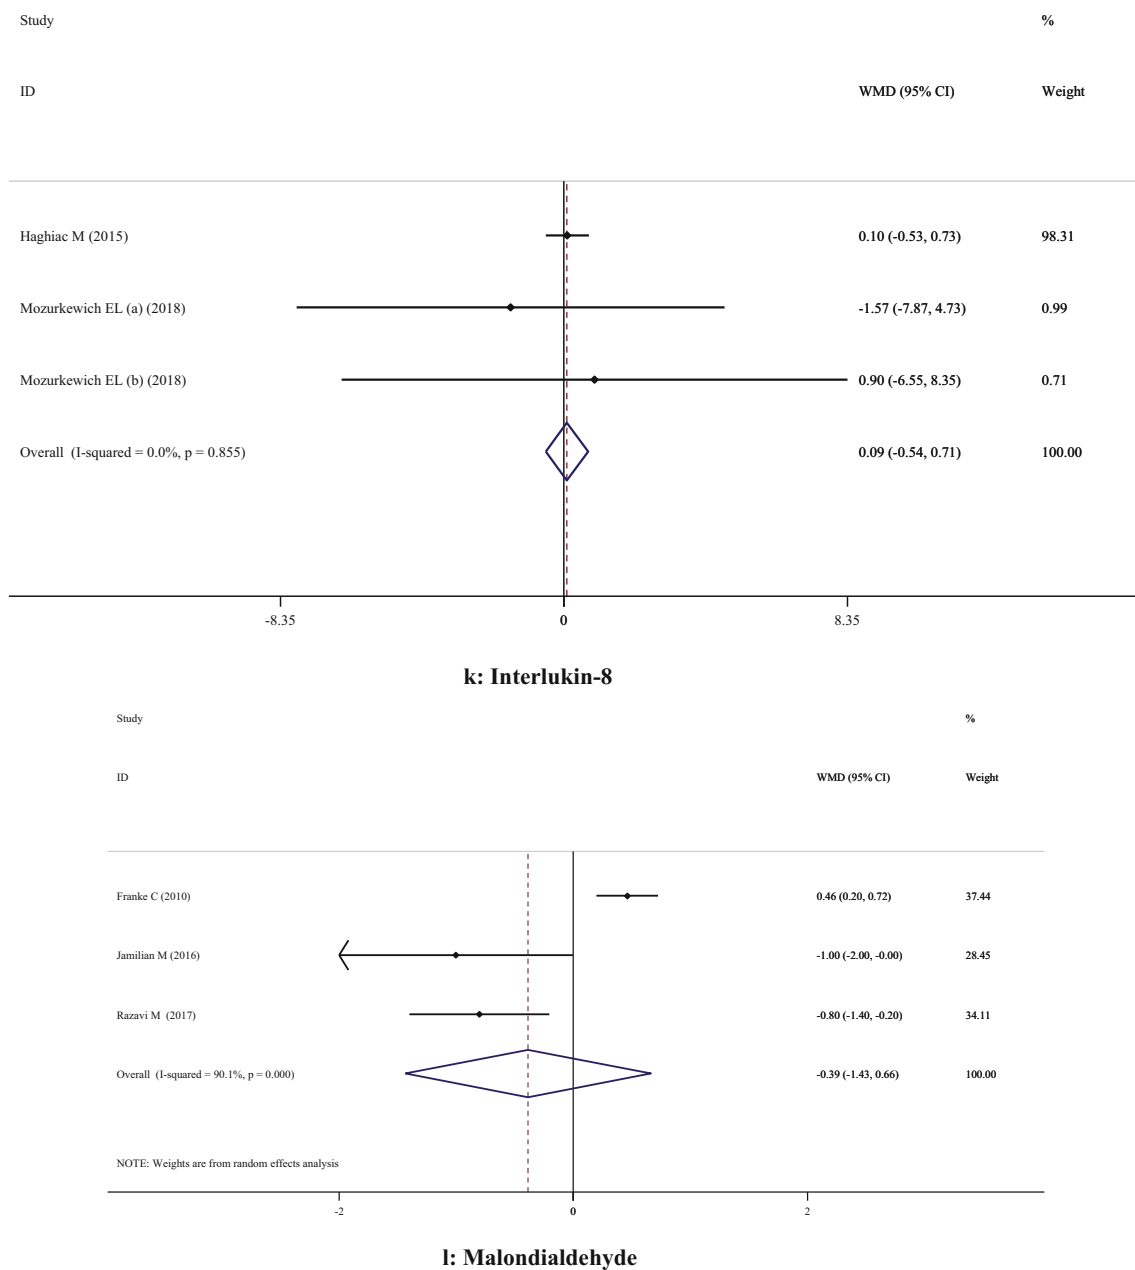 Study %
ID WMD (95% CI) Weight
Haghiac M (2015) 0.10 (-0.53, 0.73) 98.31
Mozurkewich EL (a) (2018) -1.57 (-7.87, 4.73) 0.99
Mozurkewich EL (b) (2018) 0.90 (-6.55, 8.35) 0.71
Overall (I-squared = 0.0%, p = 0.855) 0.09 (-0.54, 0.71) 100.00
-8.35 0 8.35
k: Interlukin-8
Study %
ID WMD (95% CI) Weight
Franke C (2010) 0.46 (0.20, 0.72) 37.44
Jamilian M (2016) -1.00 (-2.00, -0.00) 28.45
Razavi M (2017) -0.80 (-1.40, -0.20) 34.11
Overall (I-squared = 90.1%, p = 0.000) -0.39 (-1.43, 0.66) 100.00
NOTE: Weights are from random effects analysis
-2 0 2
l: Malondialdehyde